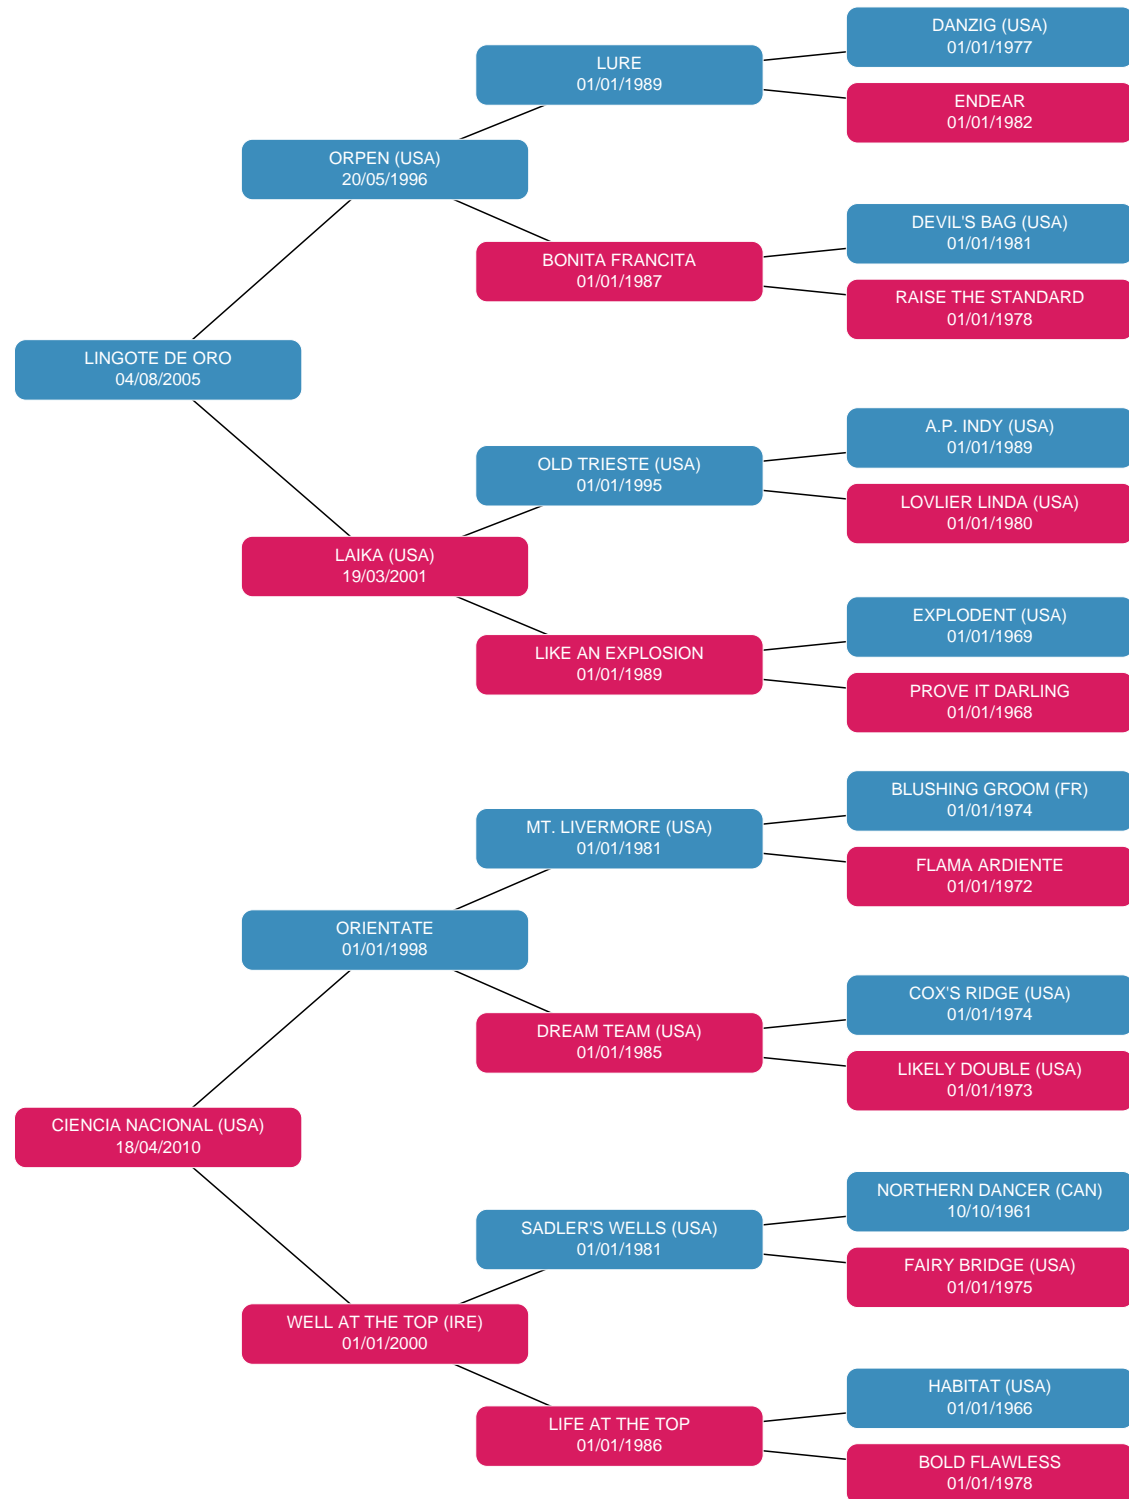 DANZIG (USA)
01/01/1977
LURE
01/01/1989
ENDEAR
01/01/1982
ORPEN (USA)
20/05/1996
DEVIL'S BAG (USA)
01/01/1981
BONITA FRANCITA
01/01/1987
RAISE THE STANDARD
01/01/1978
LINGOTE DE ORO
04/08/2005
A.P. INDY (USA)
01/01/1989
OLD TRIESTE (USA)
01/01/1995
LOVLIER LINDA (USA)
01/01/1980
LAIKA (USA)
19/03/2001
EXPLODENT (USA)
01/01/1969
LIKE AN EXPLOSION
01/01/1989
PROVE IT DARLING
01/01/1968
BLUSHING GROOM (FR)
01/01/1974
MT. LIVERMORE (USA)
01/01/1981
FLAMA ARDIENTE
01/01/1972
ORIENTATE
01/01/1998
COX'S RIDGE (USA)
01/01/1974
DREAM TEAM (USA)
01/01/1985
LIKELY DOUBLE (USA)
01/01/1973
CIENCIA NACIONAL (USA)
18/04/2010
NORTHERN DANCER (CAN)
10/10/1961
SADLER'S WELLS (USA)
01/01/1981
FAIRY BRIDGE (USA)
01/01/1975
WELL AT THE TOP (IRE)
01/01/2000
HABITAT (USA)
01/01/1966
LIFE AT THE TOP
01/01/1986
BOLD FLAWLESS
01/01/1978